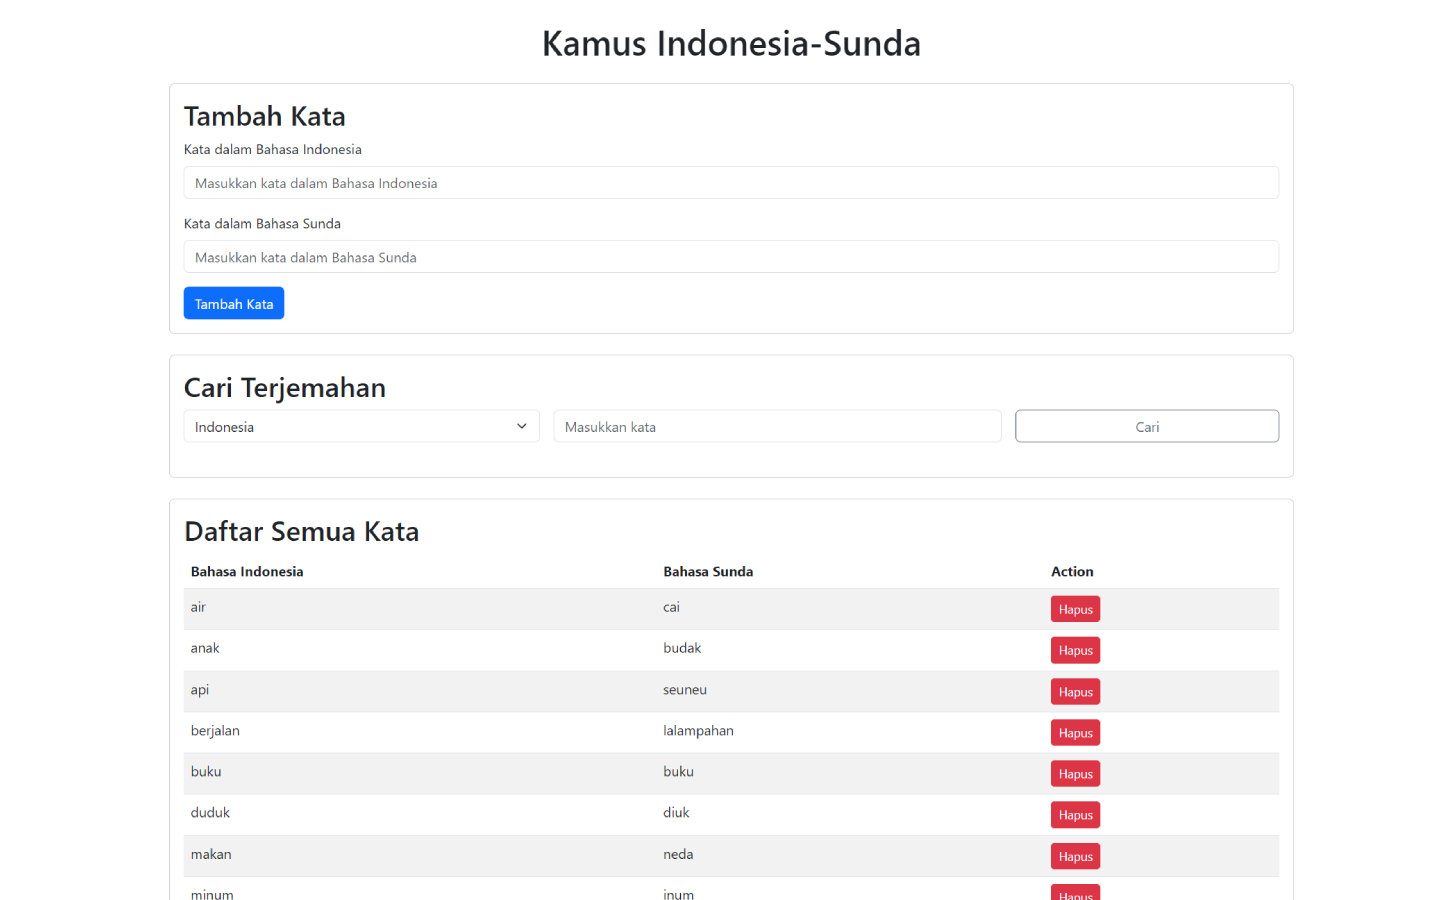 Kamus Indonesia-Sunda
Tambah Kata
Kata dalam Bahasa Indonesia
Masukkan kata dalam Bahasa Indonesia
Kata dalam Bahasa Sunda
Masukkan kata dalam Bahasa Sunda
Tambah Kata
Cari Terjemahan
Indonesia Masukkan kata Cari
Daftar Semua Kata
Bahasa Indonesia Bahasa Sunda Action
air cai Hapus
anak budak Hapus
api seuneu Hapus
berjalan lalampahan Hapus
buku buku Hapus
duduk diuk Hapus
makan neda Hapus
minum inum Hapus